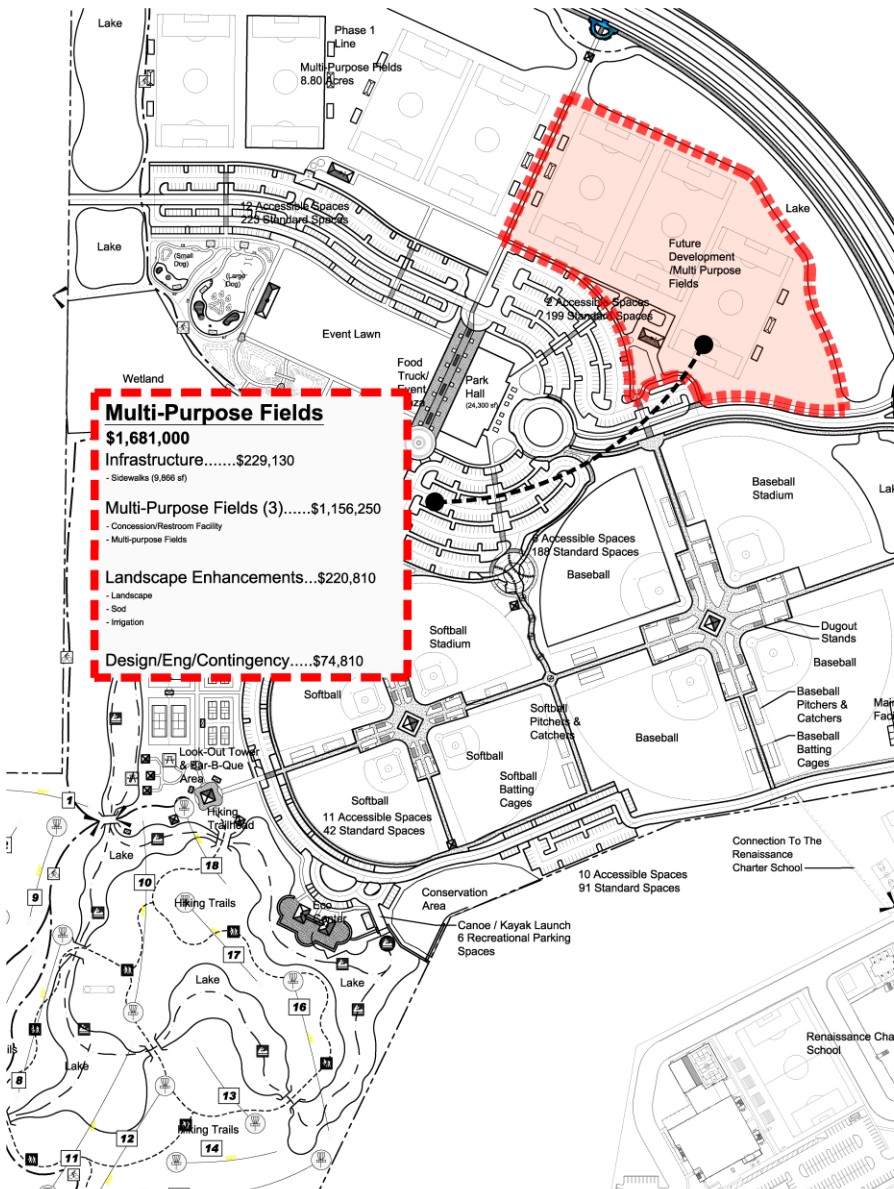 Lake
Phase 1
Line
Multi-Purpose Fields
8.80 Acres
12 Accessible Spaces
223 Standard Spaces
Lake
Lake
(Small
Dog)
(Large
Dog)
Future
Development
/Multi Purpose
Fields
2 Accessible Spaces
199 Standard Spaces
Event Lawn
Food
Truck/
Event
Plaza
Park
Hall
(24,300 sf)
Wetland
Multi-Purpose Fields
$1,681,000
Infrastructure.......$229,130
- Sidewalks (9,866 sf)
Multi-Purpose Fields (3)......$1,156,250
- Concession/Restroom Facility
- Multi-purpose Fields
Landscape Enhancements...$220,810
- Landscape
- Sod
- Irrigation
Design/Eng/Contingency.....$74,810
Baseball
Stadium
Lak
6 Accessible Spaces
188 Standard Spaces
Baseball
Softball
Stadium
Dugout
Stands
Baseball
Softball
Softball
Pitchers &
Catchers
Baseball
Pitchers &
Catchers
Main
Fac
Baseball
Baseball
Batting
Cages
Look-Out Tower
& Bar-B-Que
Area
Softball
Softball
Batting
Cages
Softball
11 Accessible Spaces
42 Standard Spaces
1
Hiking
Trailhead
Connection To The
Renaissance
Charter School
Lake
18
10 Accessible Spaces
91 Standard Spaces
9
10
Hiking Trails
Conservation
Area
Eco
Center
Canoe / Kayak Launch
6 Recreational Parking
Spaces
17
Lake
Lake
16
Renaissance Cha
School
ils
Lake
8
13
12
Hiking Trails
14
11